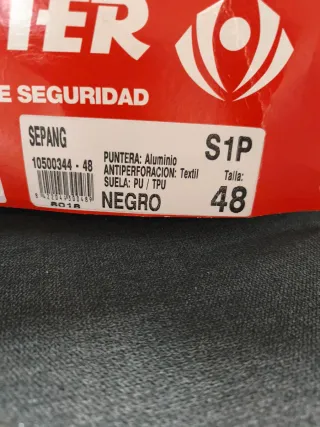 TER
E SEGURIDAD
SEPANG
10500344 - 48
PUNTERA: Aluminio
ANTIPERFORACION: Textil
SUELA: PU / TPU
NEGRO
S1P
Talla:
48